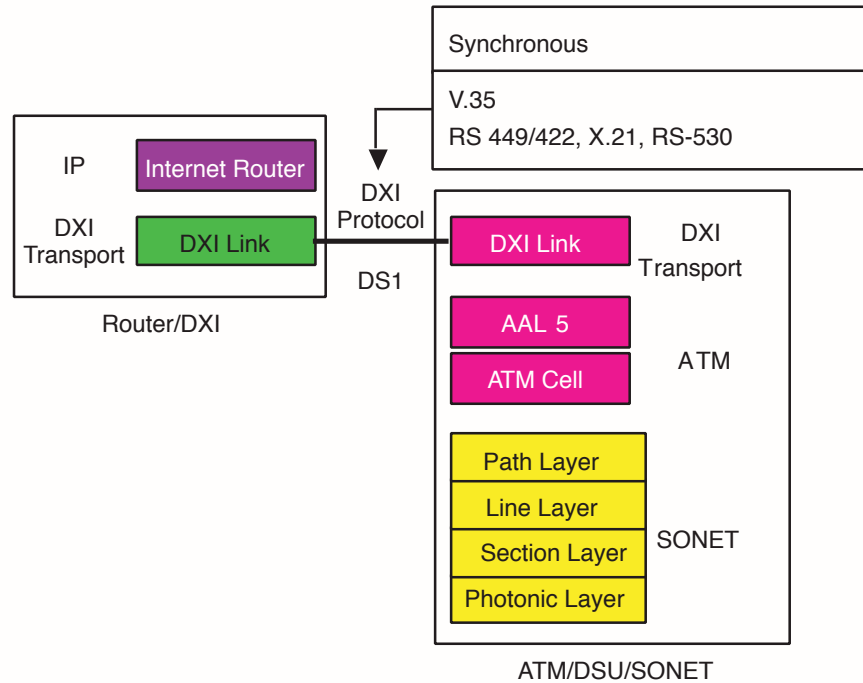 Synchronous
V.35
RS 449/422, X.21, RS-530
IP
Internet Router
DXI
Transport
DXI Link
Router/DXI
DXI
Protocol
DS1
DXI Link
DXI
Transport
AAL 5
ATM Cell
ATM
Path Layer
Line Layer
Section Layer
Photonic Layer
SONET
ATM/DSU/SONET